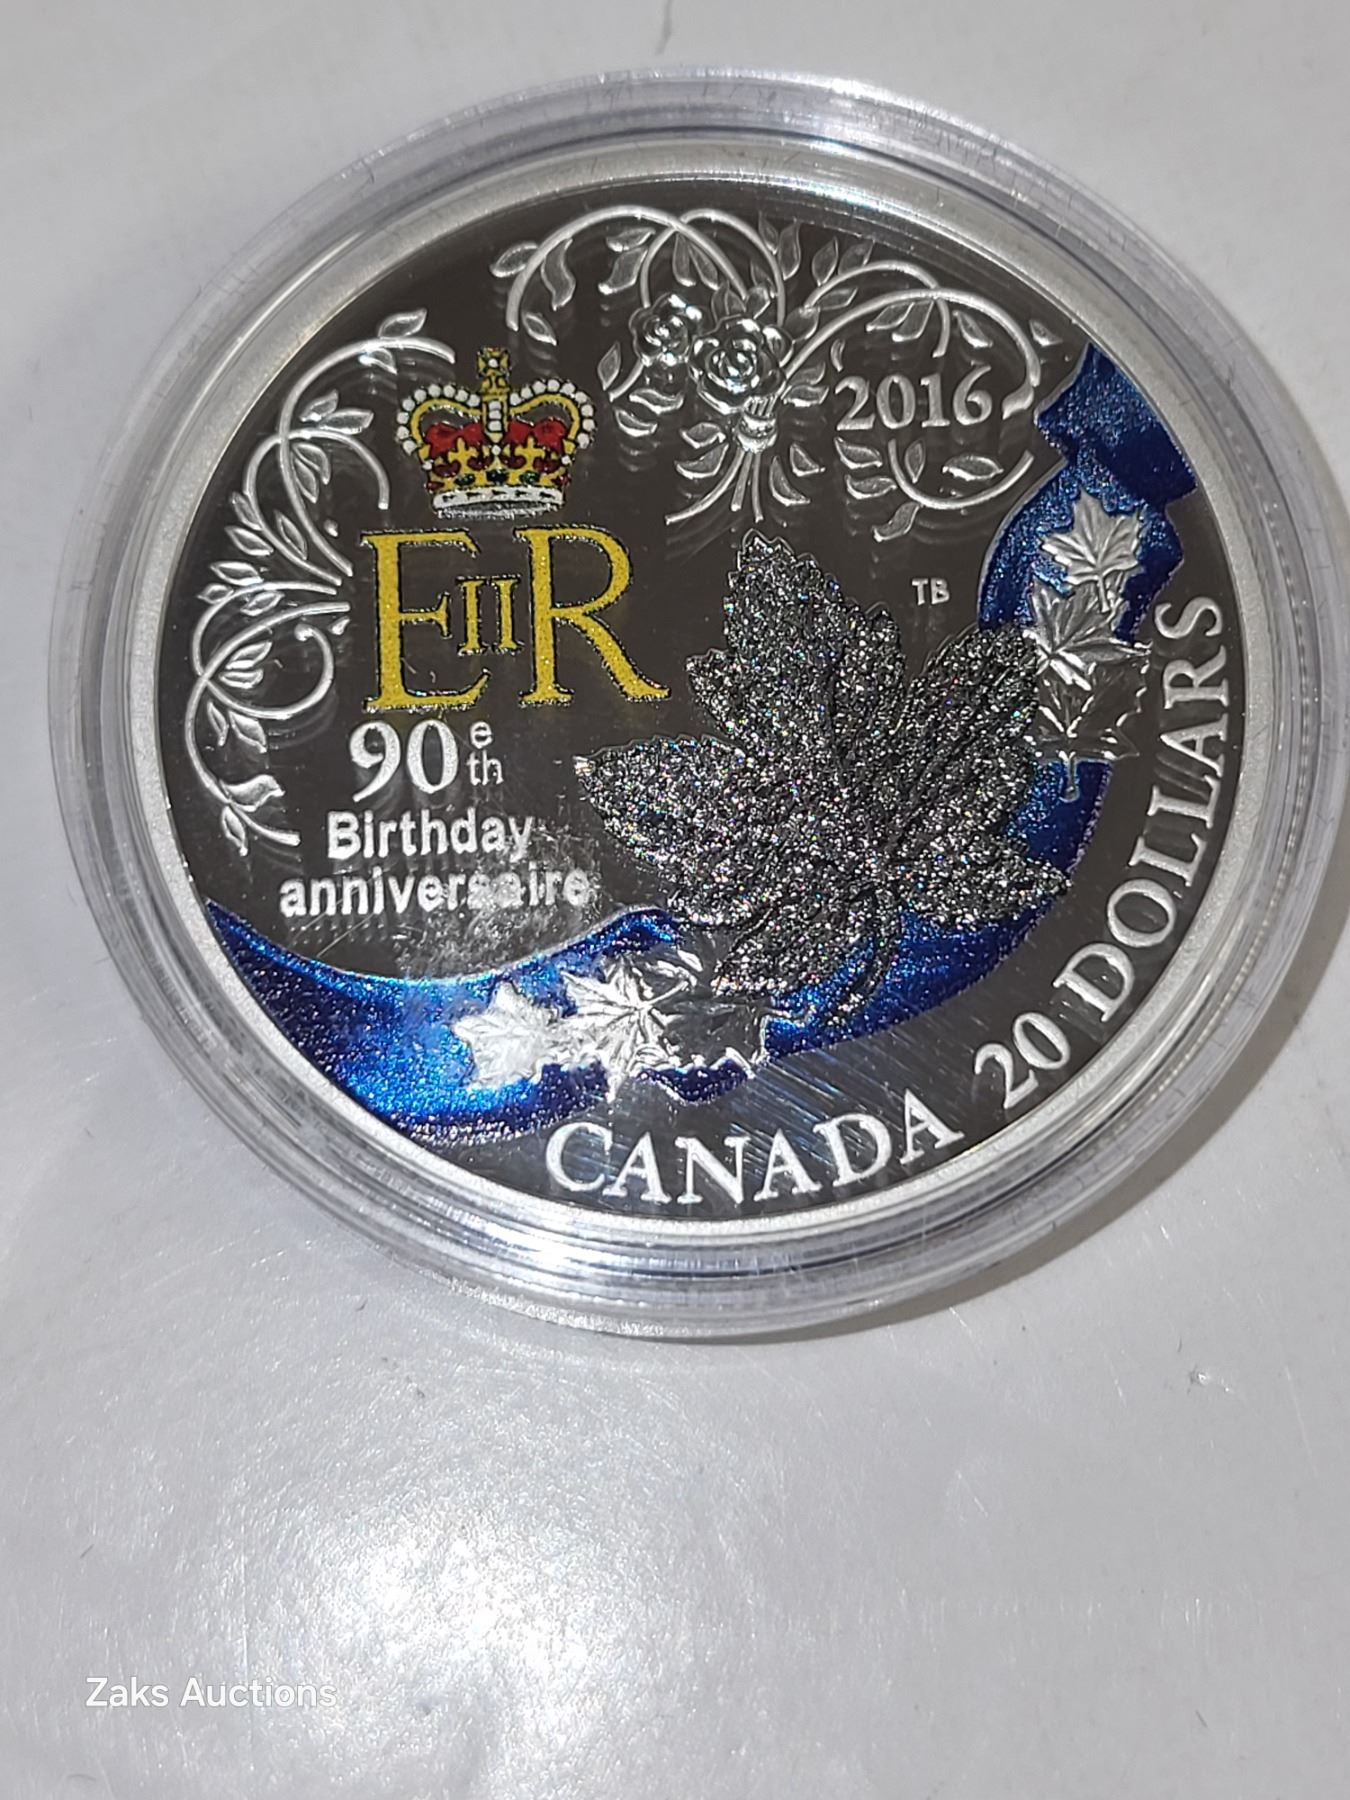 2016
EIIR
TB
90e
th
Birthday
anniversaire
CANADA 20 DOLLARS
Zaks Auctions